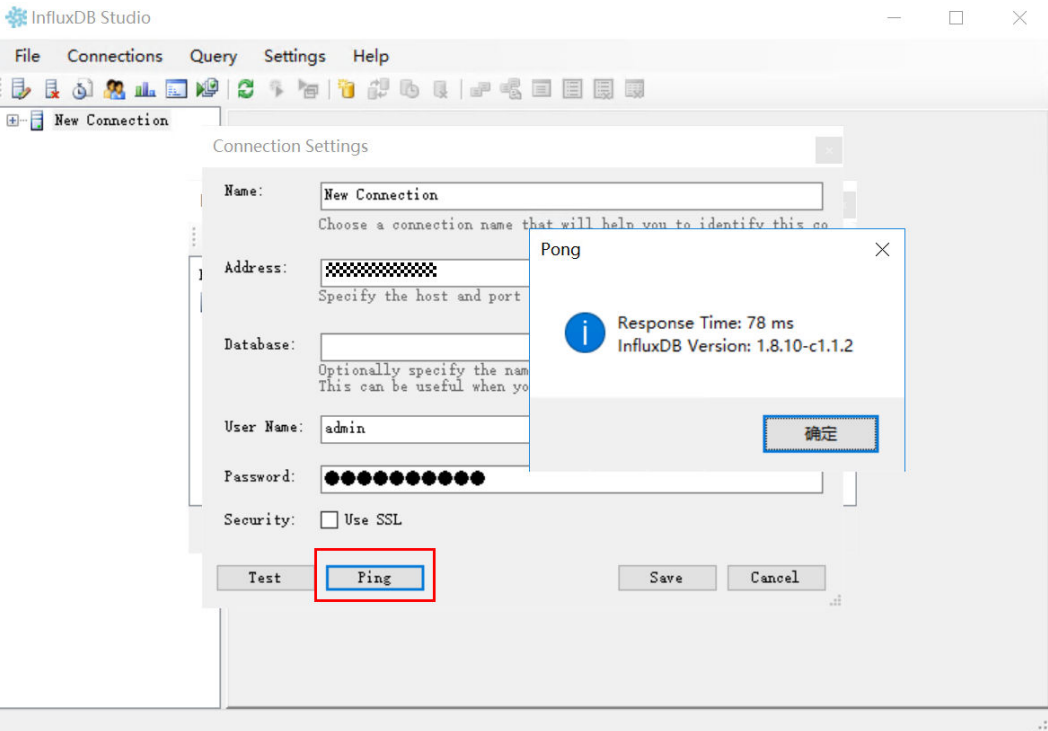 InfluxDB Studio
File Connections Query Settings Help
New Connection
Connection Settings
Name: New Connection
Choose a connection name that will help you to identify this co
Address:
Specify the host and port
Database:
Optionally specify the nam
This can be useful when yo
User Name: admin
Password: ●●●●●●●●●●
Security: Use SSL
Test Ping Save Cancel
Pong
Response Time: 78 ms
InfluxDB Version: 1.8.10-c1.1.2
确定